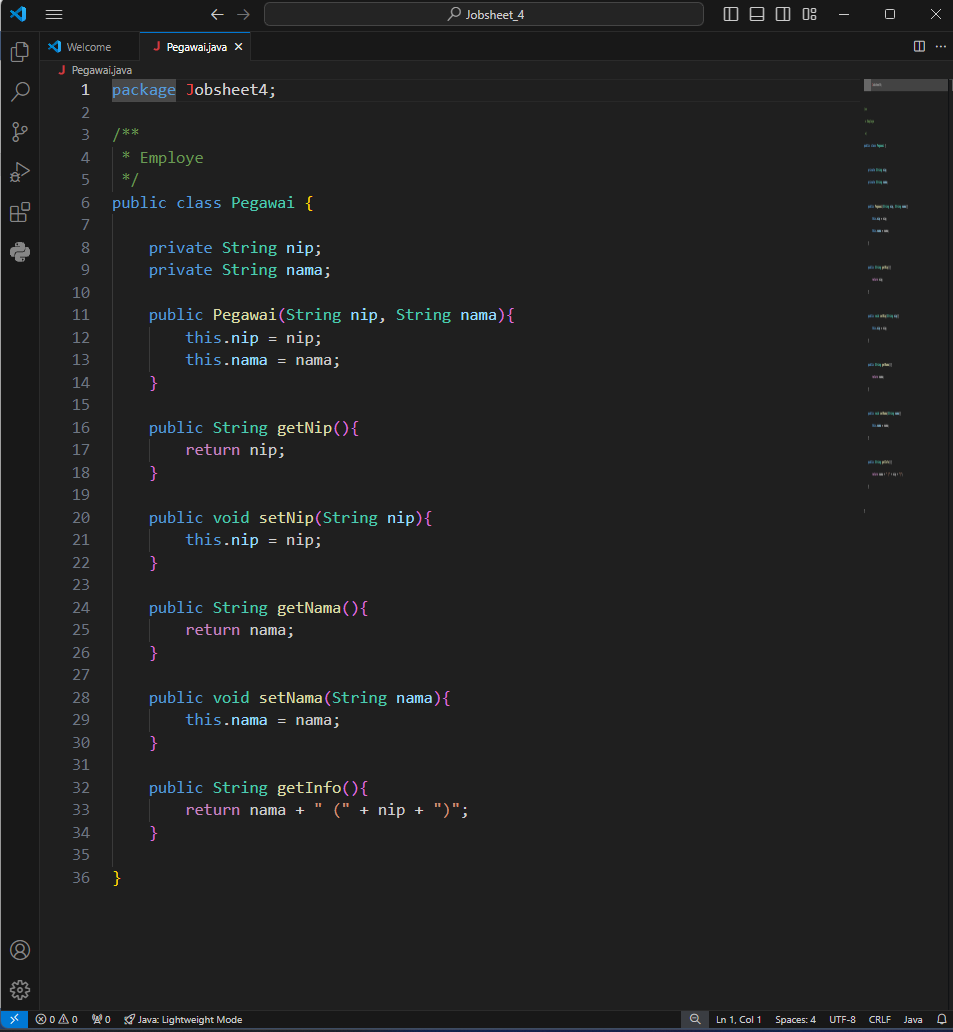 Jobsheet_4
Welcome
J Pegawai.java
J Pegawai.java
1 package Jobsheet4;
2
3 /**
4  * Employe
5  */
6 public class Pegawai {
7
8     private String nip;
9     private String nama;
10
11     public Pegawai(String nip, String nama){
12         this.nip = nip;
13         this.nama = nama;
14     }
15
16     public String getNip(){
17         return nip;
18     }
19
20     public void setNip(String nip){
21         this.nip = nip;
22     }
23
24     public String getNama(){
25         return nama;
26     }
27
28     public void setNama(String nama){
29         this.nama = nama;
30     }
31
32     public String getInfo(){
33         return nama + " (" + nip + ")";
34     }
35
36 }
0 0 0 Java: Lightweight Mode Ln 1, Col 1 Spaces: 4 UTF-8 CRLF Java